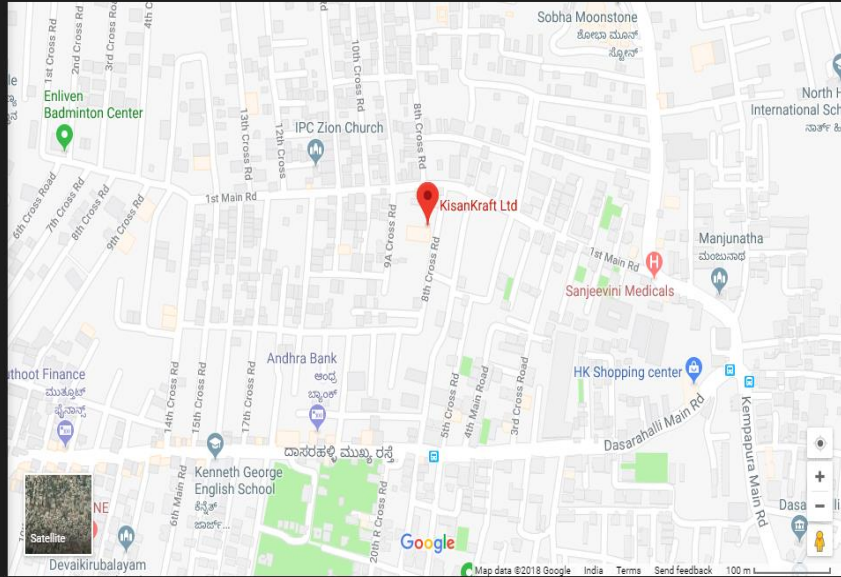 Sobha Moonstone
ಶೋಭಾ ಮೂನ್
ಸ್ಟೋನ್
1st Cross Rd
2nd Cross Rd
3rd Cross Rd
4th C
10th Cross Rd
8th Cross Rd
Enliven
Badminton Center
North H
International Sch
ನಾರ್ತ್ ಹಿ
IPC Zion Church
13th Cross Rd
12th Cross
6th Cross Road
7th Cross Rd
8th Cross Rd
9th Cross Rd
1st Main Rd
KisanKraft Ltd
9A Cross Rd
8th Cross Rd
1st Main Rd
Manjunatha
ಮಂಜುನಾಥ
Sanjeevini Medicals
Andhra Bank
ಆಂಧ್ರ
ಬ್ಯಾಂಕ್
uthoot Finance
ಮುತ್ತೂಟ್
ಫೈನಾನ್ಸ್
HK Shopping center
14th Cross Rd
15th Cross Rd
17th Cross Rd
5th Cross Rd
4th Main Road
3rd Cross Road
Dasarahalli Main Rd
Kempapura Main Rd
ದಾಸರಹಳ್ಳಿ ಮುಖ್ಯ ರಸ್ತೆ
Kenneth George
English School
ಕೆನ್ನೆತ್
ಜಾರ್ಜ್...
6th Main Rd
20th R Cross Rd
NE
Dasa
Satellite
Devaikirubalayam
Google
Map data ©2018 Google India Terms Send feedback 100 m